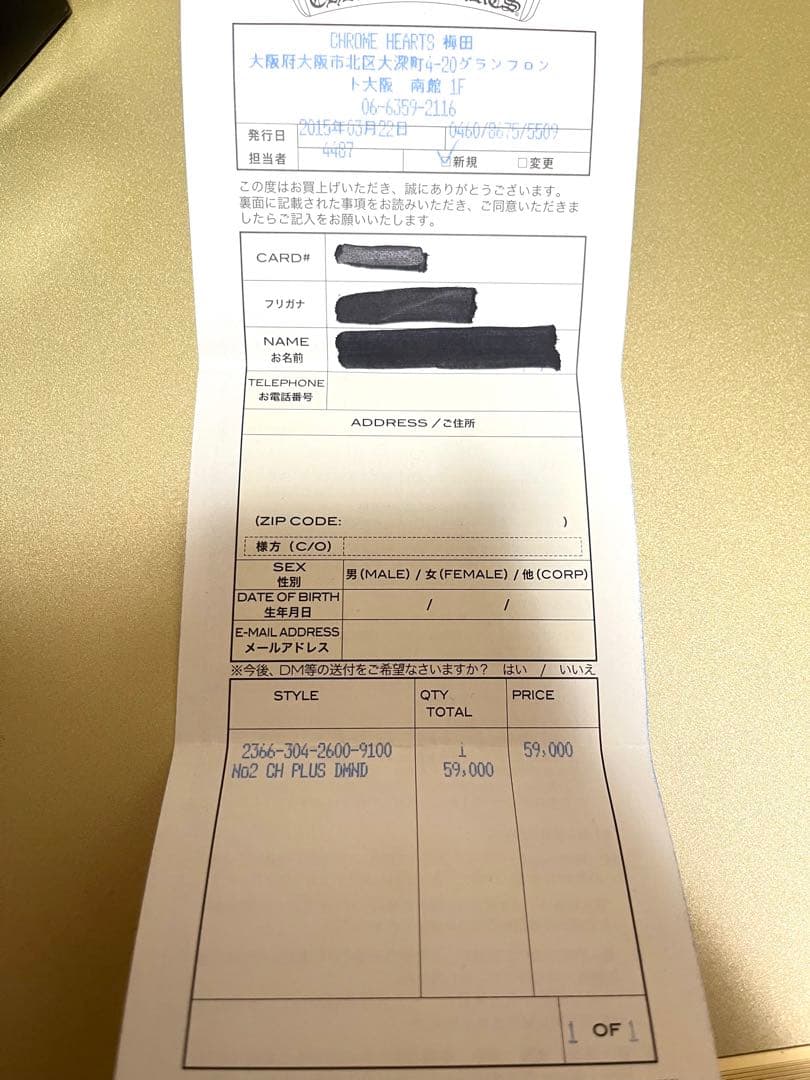 CHROME HEARTS 梅田
大阪府大阪市北区大深町4-20グランフロン
ト大阪 南館 1F
06-6359-2116
発行日 2015年03月22日 0460/8675/5509
担当者 4487 ☑新規 □変更
この度はお買上げいただき、誠にありがとうございます。
裏面に記載された事項をお読みいただき、ご同意いただきま
したらご記入をお願いいたします。
CARD#
フリガナ
NAME
お名前
TELEPHONE
お電話番号
ADDRESS/ご住所
(ZIP CODE: )
様方 (C/O)
SEX
性別
男(MALE) / 女(FEMALE) / 他(CORP)
DATE OF BIRTH
生年月日
/ /
E-MAIL ADDRESS
メールアドレス
※今後、DM等の送付をご希望なさいますか? はい / いいえ
STYLE QTY PRICE
TOTAL
2366-304-2600-9100 1 59,000
No2 CH PLUS DMND 59,000
1 OF 1